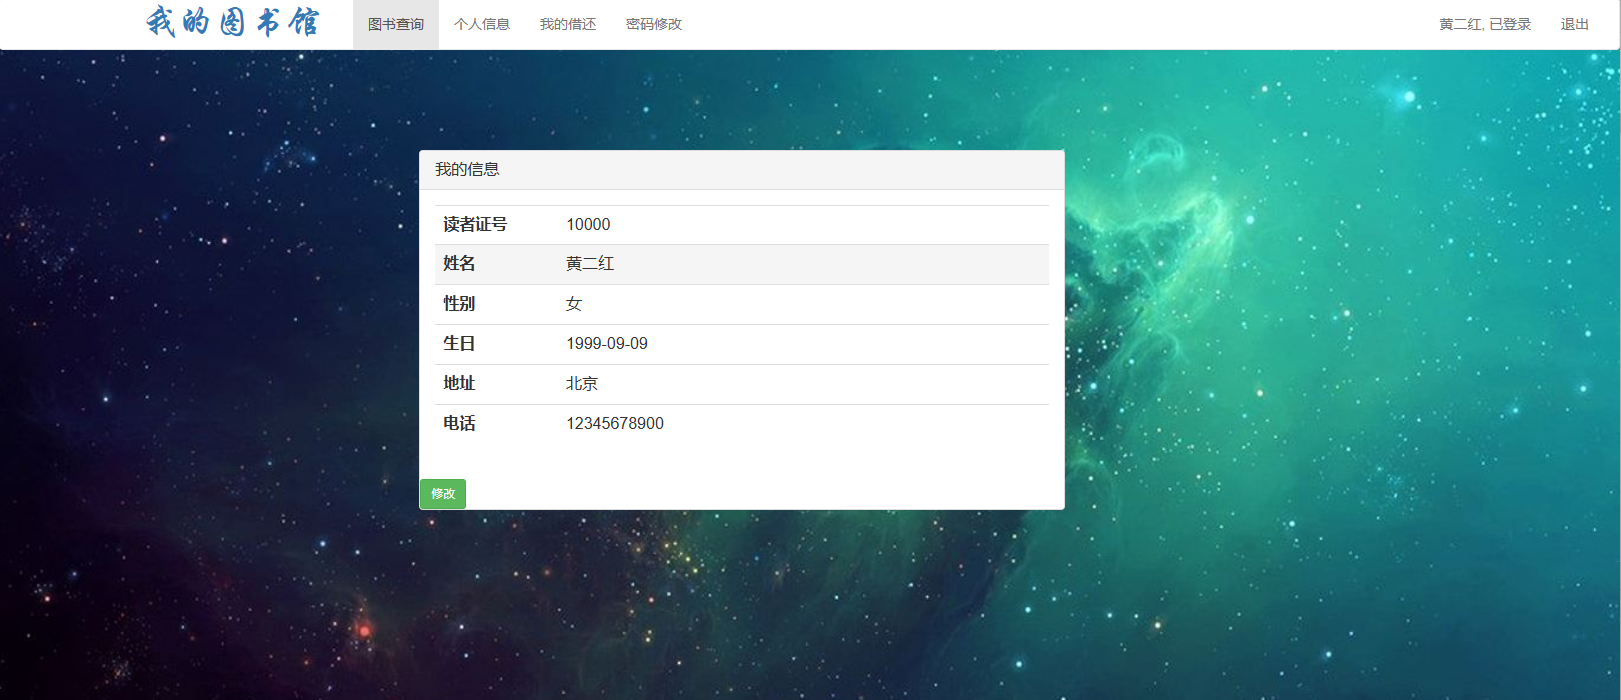 我的图书馆 图书查询 个人信息 我的借还 密码修改 黄二红, 已登录 退出
我的信息
读者证号 10000
姓名 黄二红
性别 女
生日 1999-09-09
地址 北京
电话 12345678900
修改